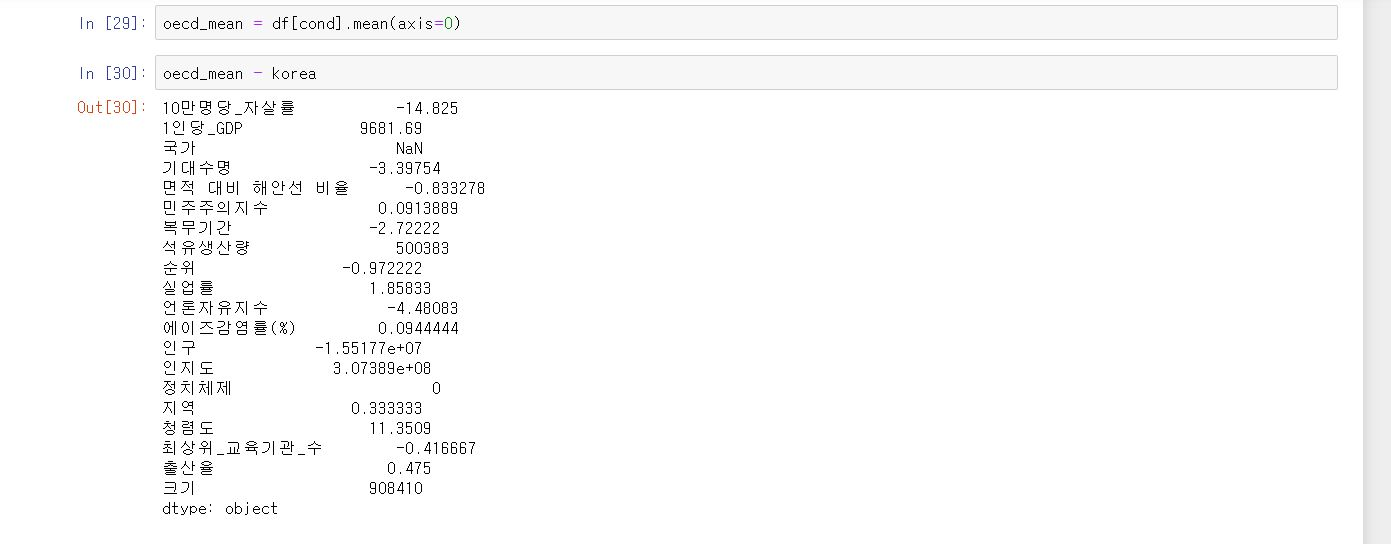 In [29]: oecd_mean = df[cond].mean(axis=0)
In [30]: oecd_mean - korea
Out[30]: 10만명당_자살률 -14.825
1인당_GDP 9681.69
국가 NaN
기대수명 -3.39754
면적 대비 해안선 비율 -0.833278
민주주의지수 0.0913889
복무기간 -2.72222
석유생산량 500383
순위 -0.972222
실업률 1.85833
언론자유지수 -4.48083
에이즈감염률(%) 0.0944444
인구 -1.55177e+07
인지도 3.07389e+08
정치체제 0
지역 0.333333
청렴도 11.3509
최상위_교육기관_수 -0.416667
출산율 0.475
크기 908410
dtype: object